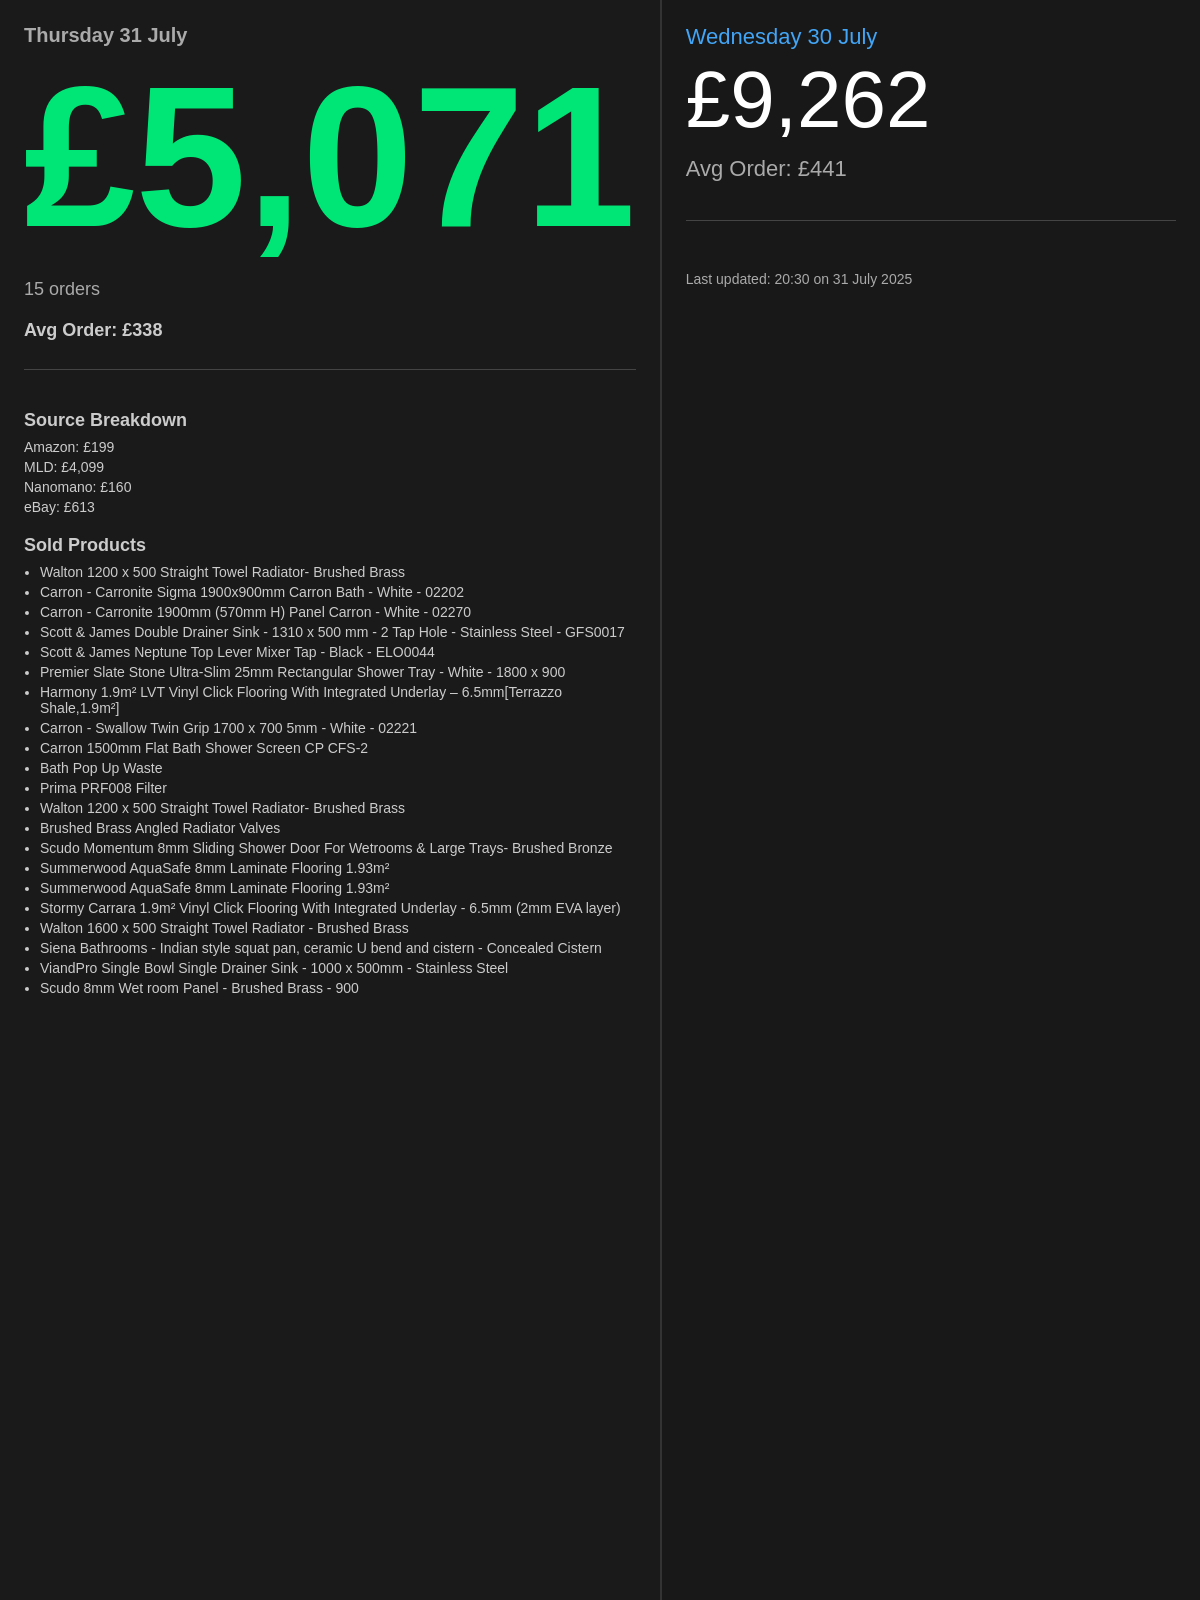 Thursday 31 July
£5,071
15 orders
Avg Order: £338
Source Breakdown
Amazon: £199
MLD: £4,099
Nanomano: £160
eBay: £613
Sold Products
• Walton 1200 x 500 Straight Towel Radiator- Brushed Brass
• Carron - Carronite Sigma 1900x900mm Carron Bath - White - 02202
• Carron - Carronite 1900mm (570mm H) Panel Carron - White - 02270
• Scott & James Double Drainer Sink - 1310 x 500 mm - 2 Tap Hole - Stainless Steel - GFS0017
• Scott & James Neptune Top Lever Mixer Tap - Black - ELO0044
• Premier Slate Stone Ultra-Slim 25mm Rectangular Shower Tray - White - 1800 x 900
• Harmony 1.9m² LVT Vinyl Click Flooring With Integrated Underlay – 6.5mm[Terrazzo
Shale,1.9m²]
• Carron - Swallow Twin Grip 1700 x 700 5mm - White - 02221
• Carron 1500mm Flat Bath Shower Screen CP CFS-2
• Bath Pop Up Waste
• Prima PRF008 Filter
• Walton 1200 x 500 Straight Towel Radiator- Brushed Brass
• Brushed Brass Angled Radiator Valves
• Scudo Momentum 8mm Sliding Shower Door For Wetrooms & Large Trays- Brushed Bronze
• Summerwood AquaSafe 8mm Laminate Flooring 1.93m²
• Summerwood AquaSafe 8mm Laminate Flooring 1.93m²
• Stormy Carrara 1.9m² Vinyl Click Flooring With Integrated Underlay - 6.5mm (2mm EVA layer)
• Walton 1600 x 500 Straight Towel Radiator - Brushed Brass
• Siena Bathrooms - Indian style squat pan, ceramic U bend and cistern - Concealed Cistern
• ViandPro Single Bowl Single Drainer Sink - 1000 x 500mm - Stainless Steel
• Scudo 8mm Wet room Panel - Brushed Brass - 900
Wednesday 30 July
£9,262
Avg Order: £441
Last updated: 20:30 on 31 July 2025